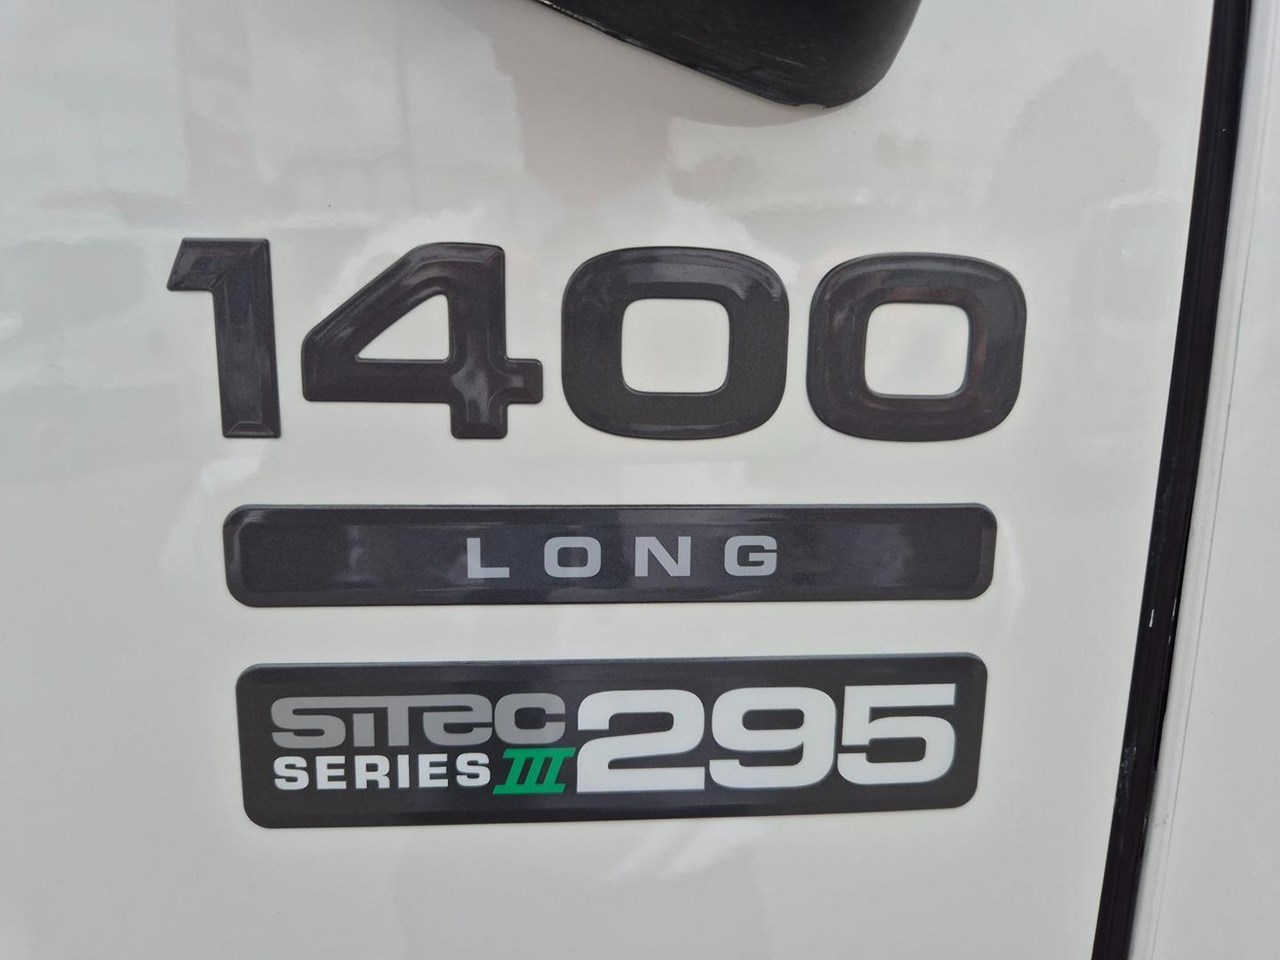 1400
LONG
SiTEC 295
SERIES III